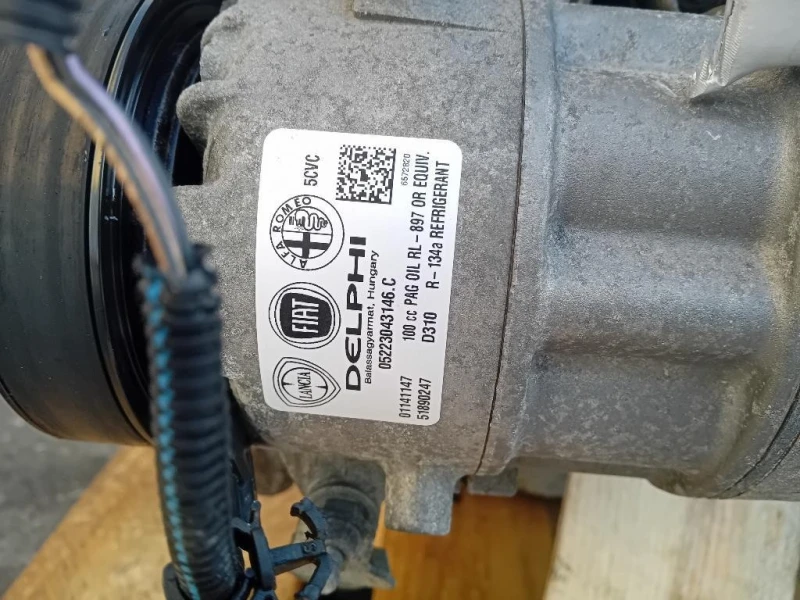 LANCIA
FIAT
ALFA ROMEO
5CVC
DELPHI
Balassagyarmat, Hungary
05223043146.C
6572820
01141147 100 cc PAG OIL RL-897 OR EQUIV.
51890247 D310 R-134a REFRIGERANT